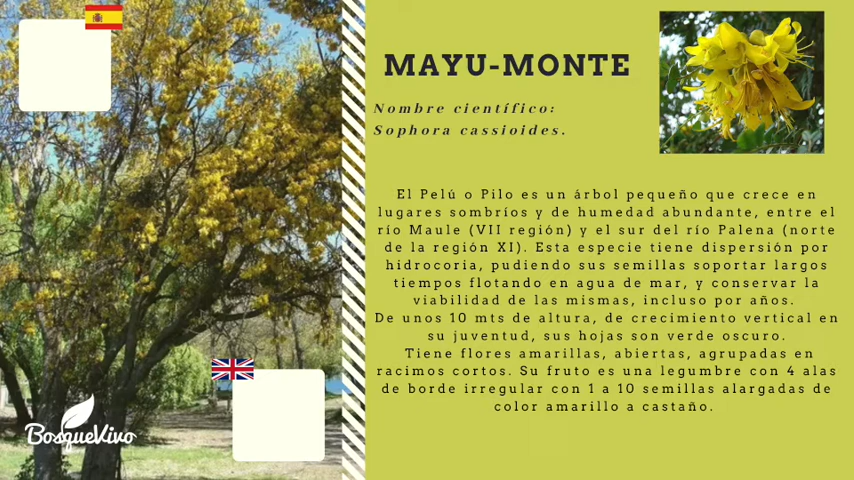 MAYU-MONTE
Nombre científico:
Sophora cassioides.
El Pelú o Pilo es un árbol pequeño que crece en
lugares sombríos y de humedad abundante, entre el
río Maule (VII región) y el sur del río Palena (norte
de la región XI). Esta especie tiene dispersión por
hidrocoria, pudiendo sus semillas soportar largos
tiempos flotando en agua de mar, y conservar la
viabilidad de las mismas, incluso por años.
De unos 10 mts de altura, de crecimiento vertical en
su juventud, sus hojas son verde oscuro.
Tiene flores amarillas, abiertas, agrupadas en
racimos cortos. Su fruto es una legumbre con 4 alas
de borde irregular con 1 a 10 semillas alargadas de
color amarillo a castaño.
BosqueVivo